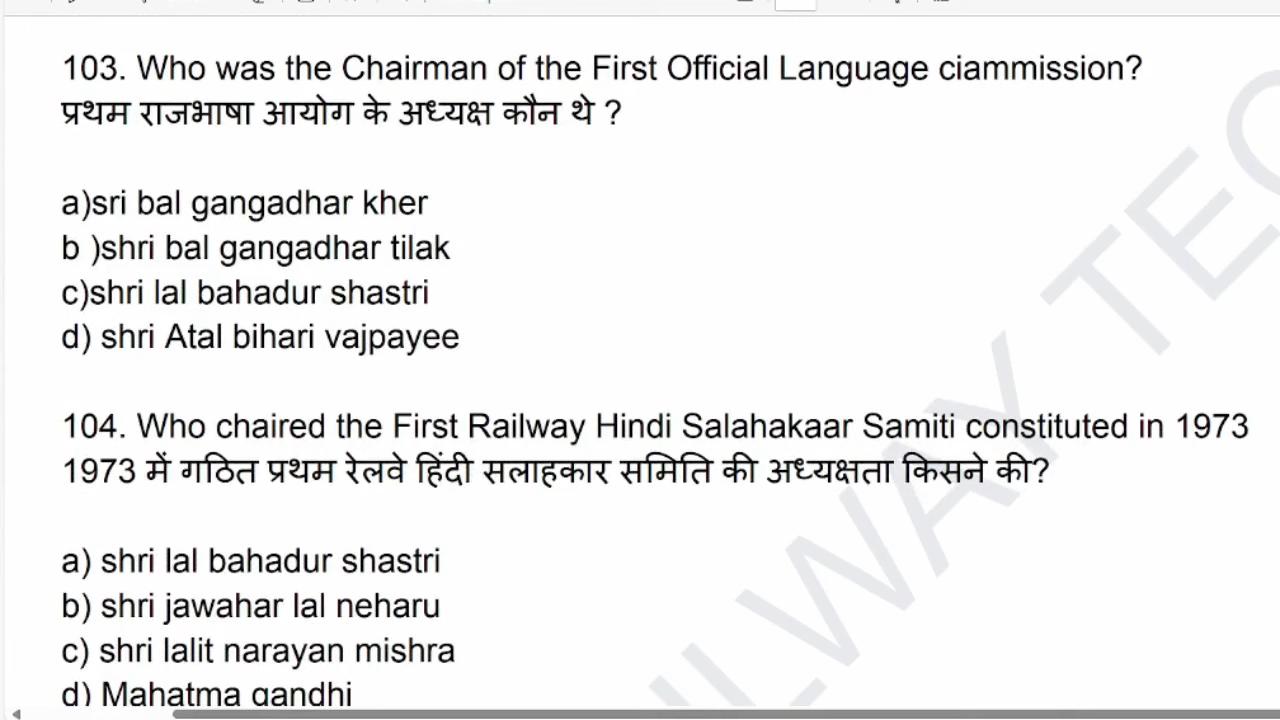 103. Who was the Chairman of the First Official Language ciammission?
प्रथम राजभाषा आयोग के अध्यक्ष कौन थे ?
a)sri bal gangadhar kher
b )shri bal gangadhar tilak
c)shri lal bahadur shastri
d) shri Atal bihari vajpayee
104. Who chaired the First Railway Hindi Salahakaar Samiti constituted in 1973
1973 में गठित प्रथम रेलवे हिंदी सलाहकार समिति की अध्यक्षता किसने की?
a) shri lal bahadur shastri
b) shri jawahar lal neharu
c) shri lalit narayan mishra
d) Mahatma gandhi